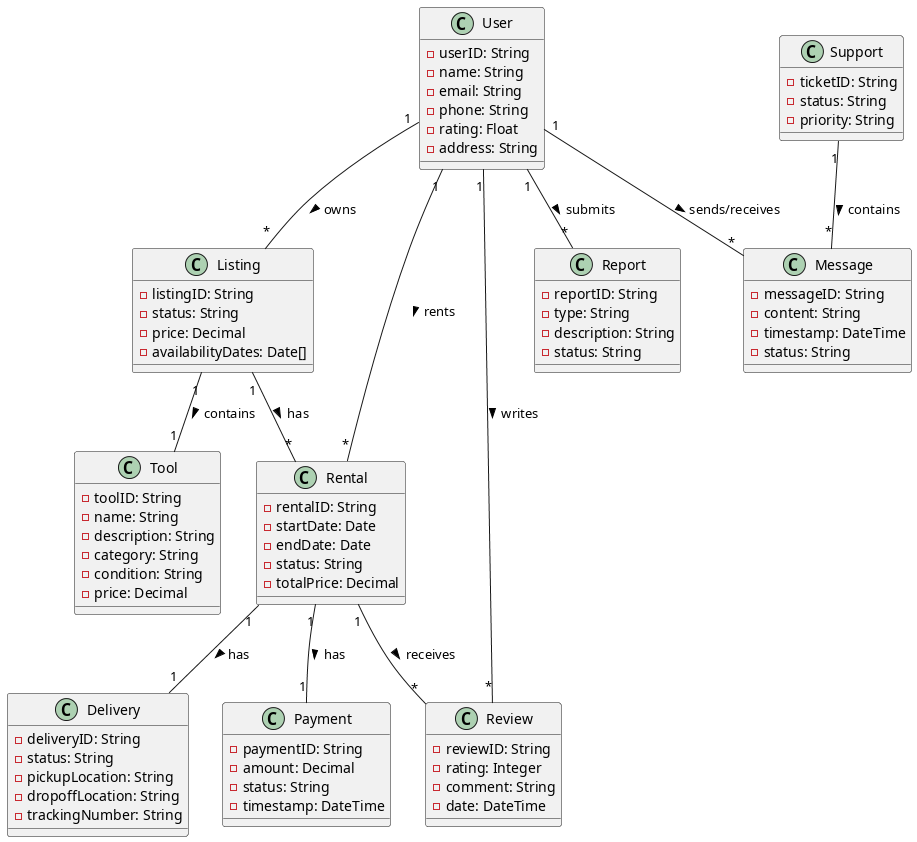 C User
userID: String
name: String
email: String
phone: String
rating: Float
address: String
C Support
ticketID: String
status: String
priority: String
1
1
1
1
1
1
owns
rents
writes
submits
sends/receives
contains
*
*
*
*
C Listing
listingID: String
status: String
price: Decimal
availabilityDates: Date[]
C Report
reportID: String
type: String
description: String
status: String
C Message
messageID: String
content: String
timestamp: DateTime
status: String
1
1
contains
has
1
*
*
C Tool
toolID: String
name: String
description: String
category: String
condition: String
price: Decimal
C Rental
rentalID: String
startDate: Date
endDate: Date
status: String
totalPrice: Decimal
1
1
1
has
has
receives
1
1
*
*
C Delivery
deliveryID: String
status: String
pickupLocation: String
dropoffLocation: String
trackingNumber: String
C Payment
paymentID: String
amount: Decimal
status: String
timestamp: DateTime
C Review
reviewID: String
rating: Integer
comment: String
date: DateTime